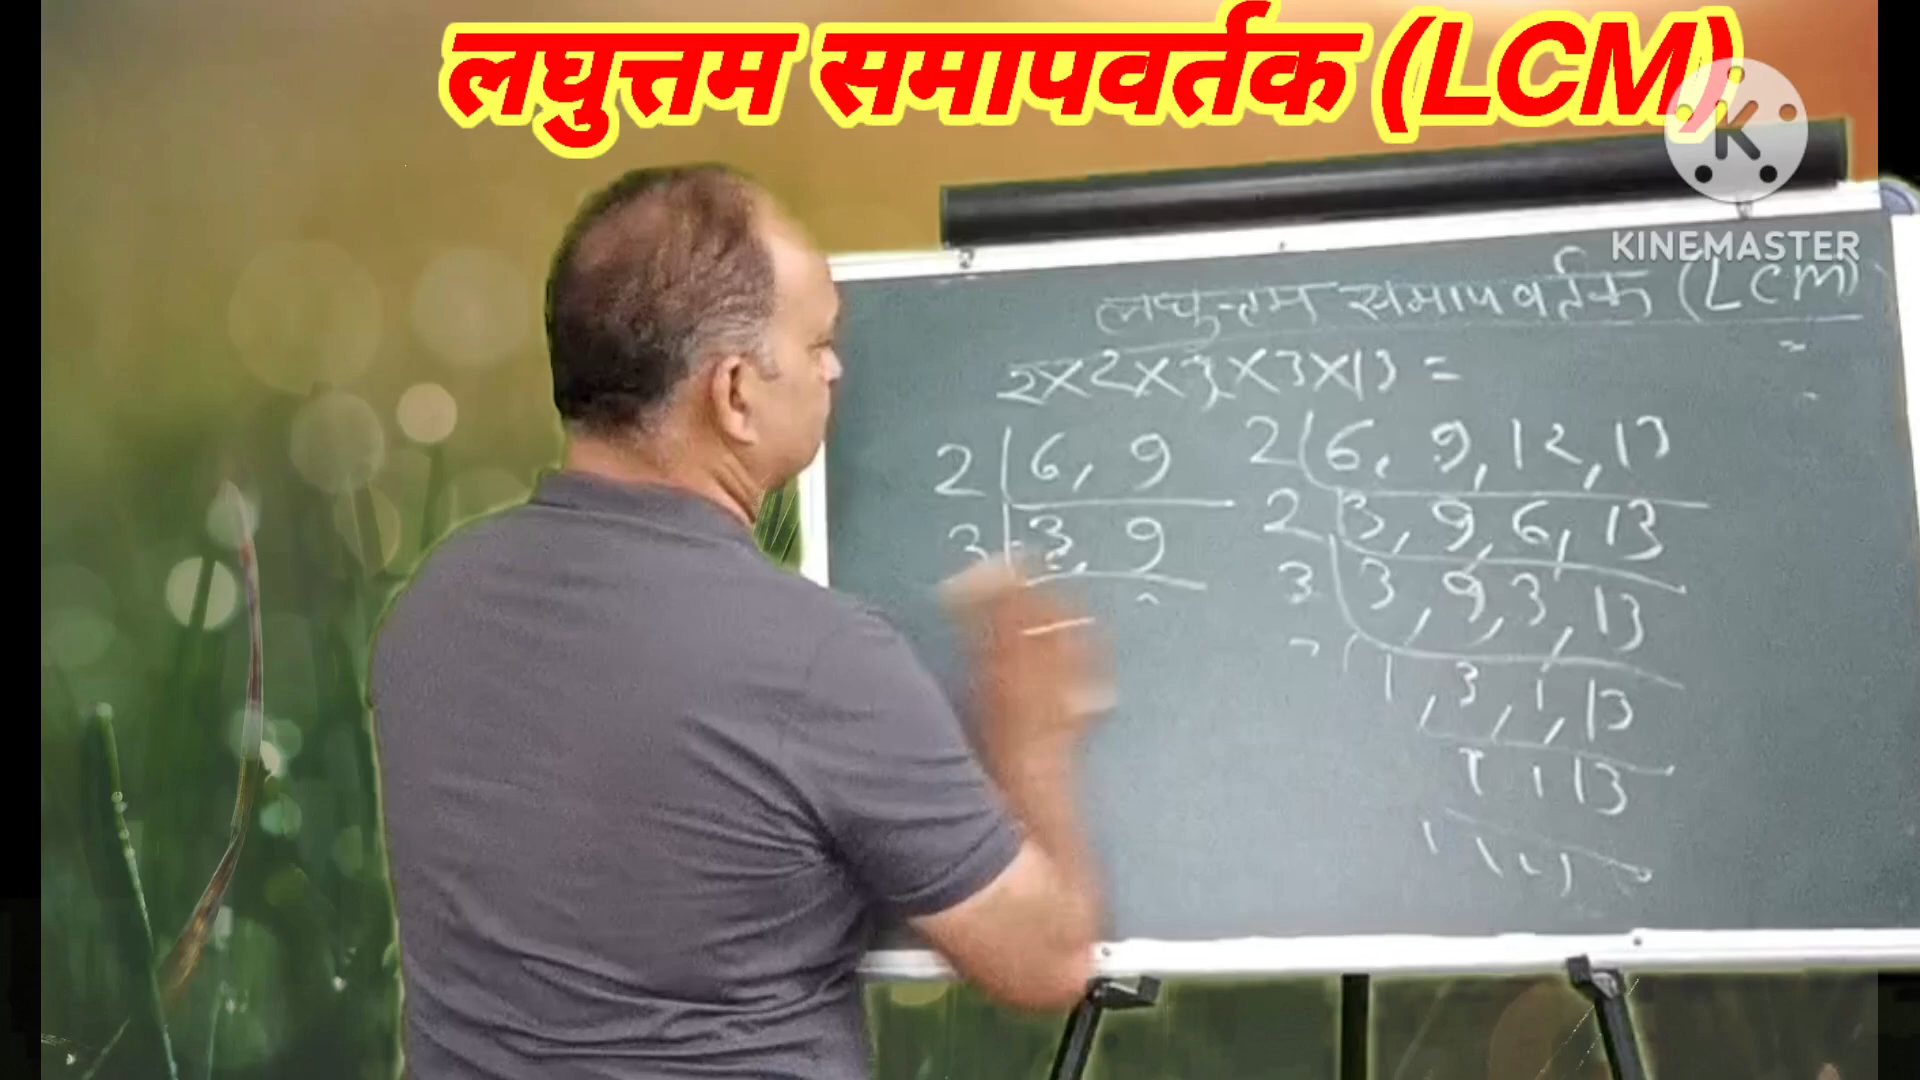 लघुत्तम समापवर्तक (LCM)
KINEMASTER
लघुत्तम समापवर्तक (LCM)
2×2×3×3×13 =
2 | 6, 9
3 | 3, 9
2 | 6, 9, 12, 13
2 | 3, 9, 6, 13
3 | 3, 9, 3, 13
1, 3, 1, 13
1 1 13